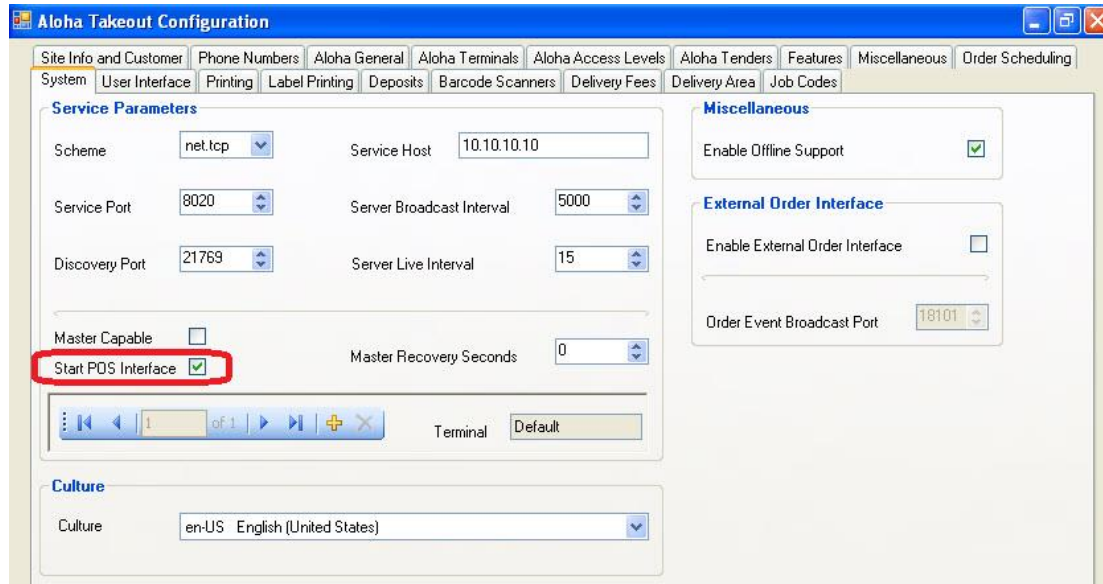 Aloha Takeout Configuration
Site Info and Customer Phone Numbers Aloha General Aloha Terminals Aloha Access Levels Aloha Tenders Features Miscellaneous Order Scheduling
System User Interface Printing Label Printing Deposits Barcode Scanners Delivery Fees Delivery Area Job Codes
Service Parameters
Scheme net.tcp Service Host 10.10.10.10
Service Port 8020 Server Broadcast Interval 5000
Discovery Port 21769 Server Live Interval 15
Master Capable
Start POS Interface
Master Recovery Seconds 0
1 of 1 Terminal Default
Culture
Culture en-US English (United States)
Miscellaneous
Enable Offline Support
External Order Interface
Enable External Order Interface
Order Event Broadcast Port 18101